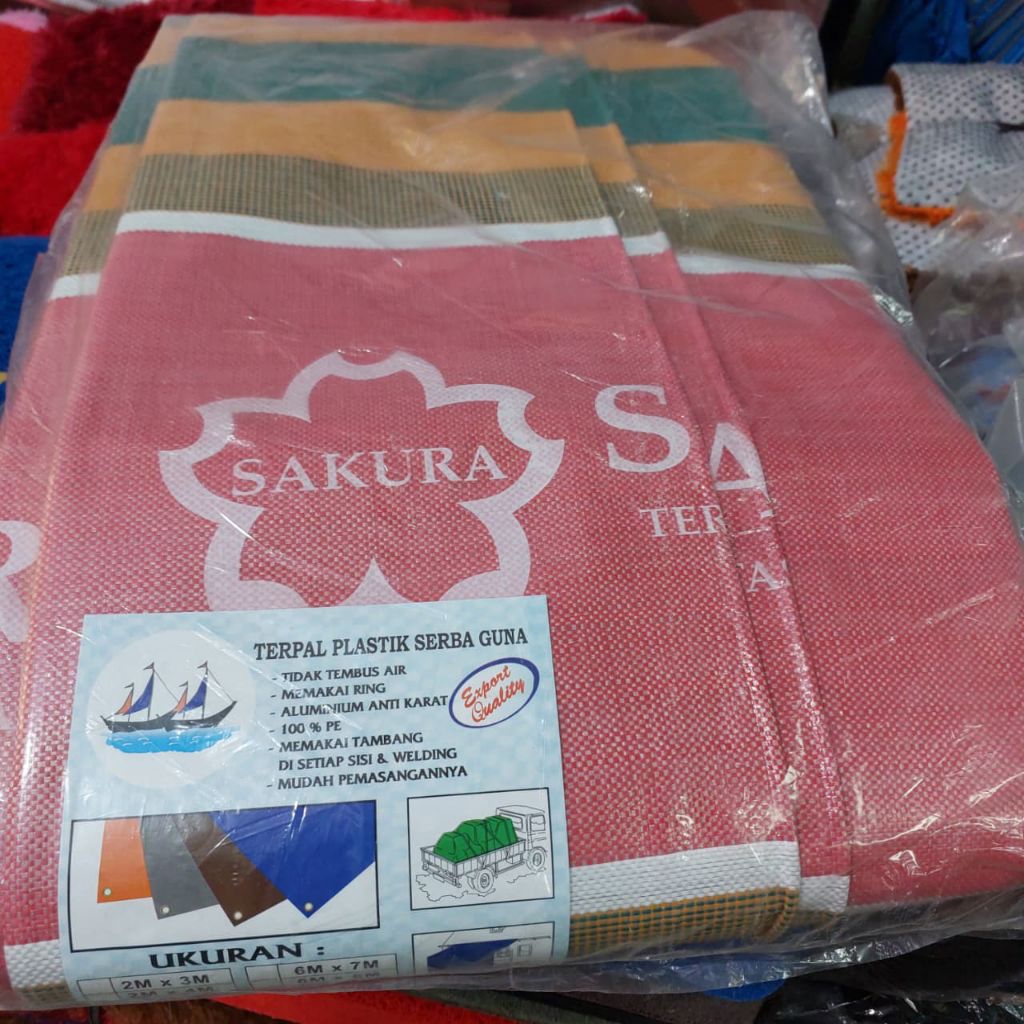 SAKURA
SA
TER
R
TERPAL PLASTIK SERBA GUNA
- TIDAK TEMBUS AIR
- MEMAKAI RING
- ALUMINIUM ANTI KARAT
- 100 % PE
- MEMAKAI TAMBANG
DI SETIAP SISI & WELDING
- MUDAH PEMASANGANNYA
Export
Quality
UKURAN :
2M x 3M
6M x 7M